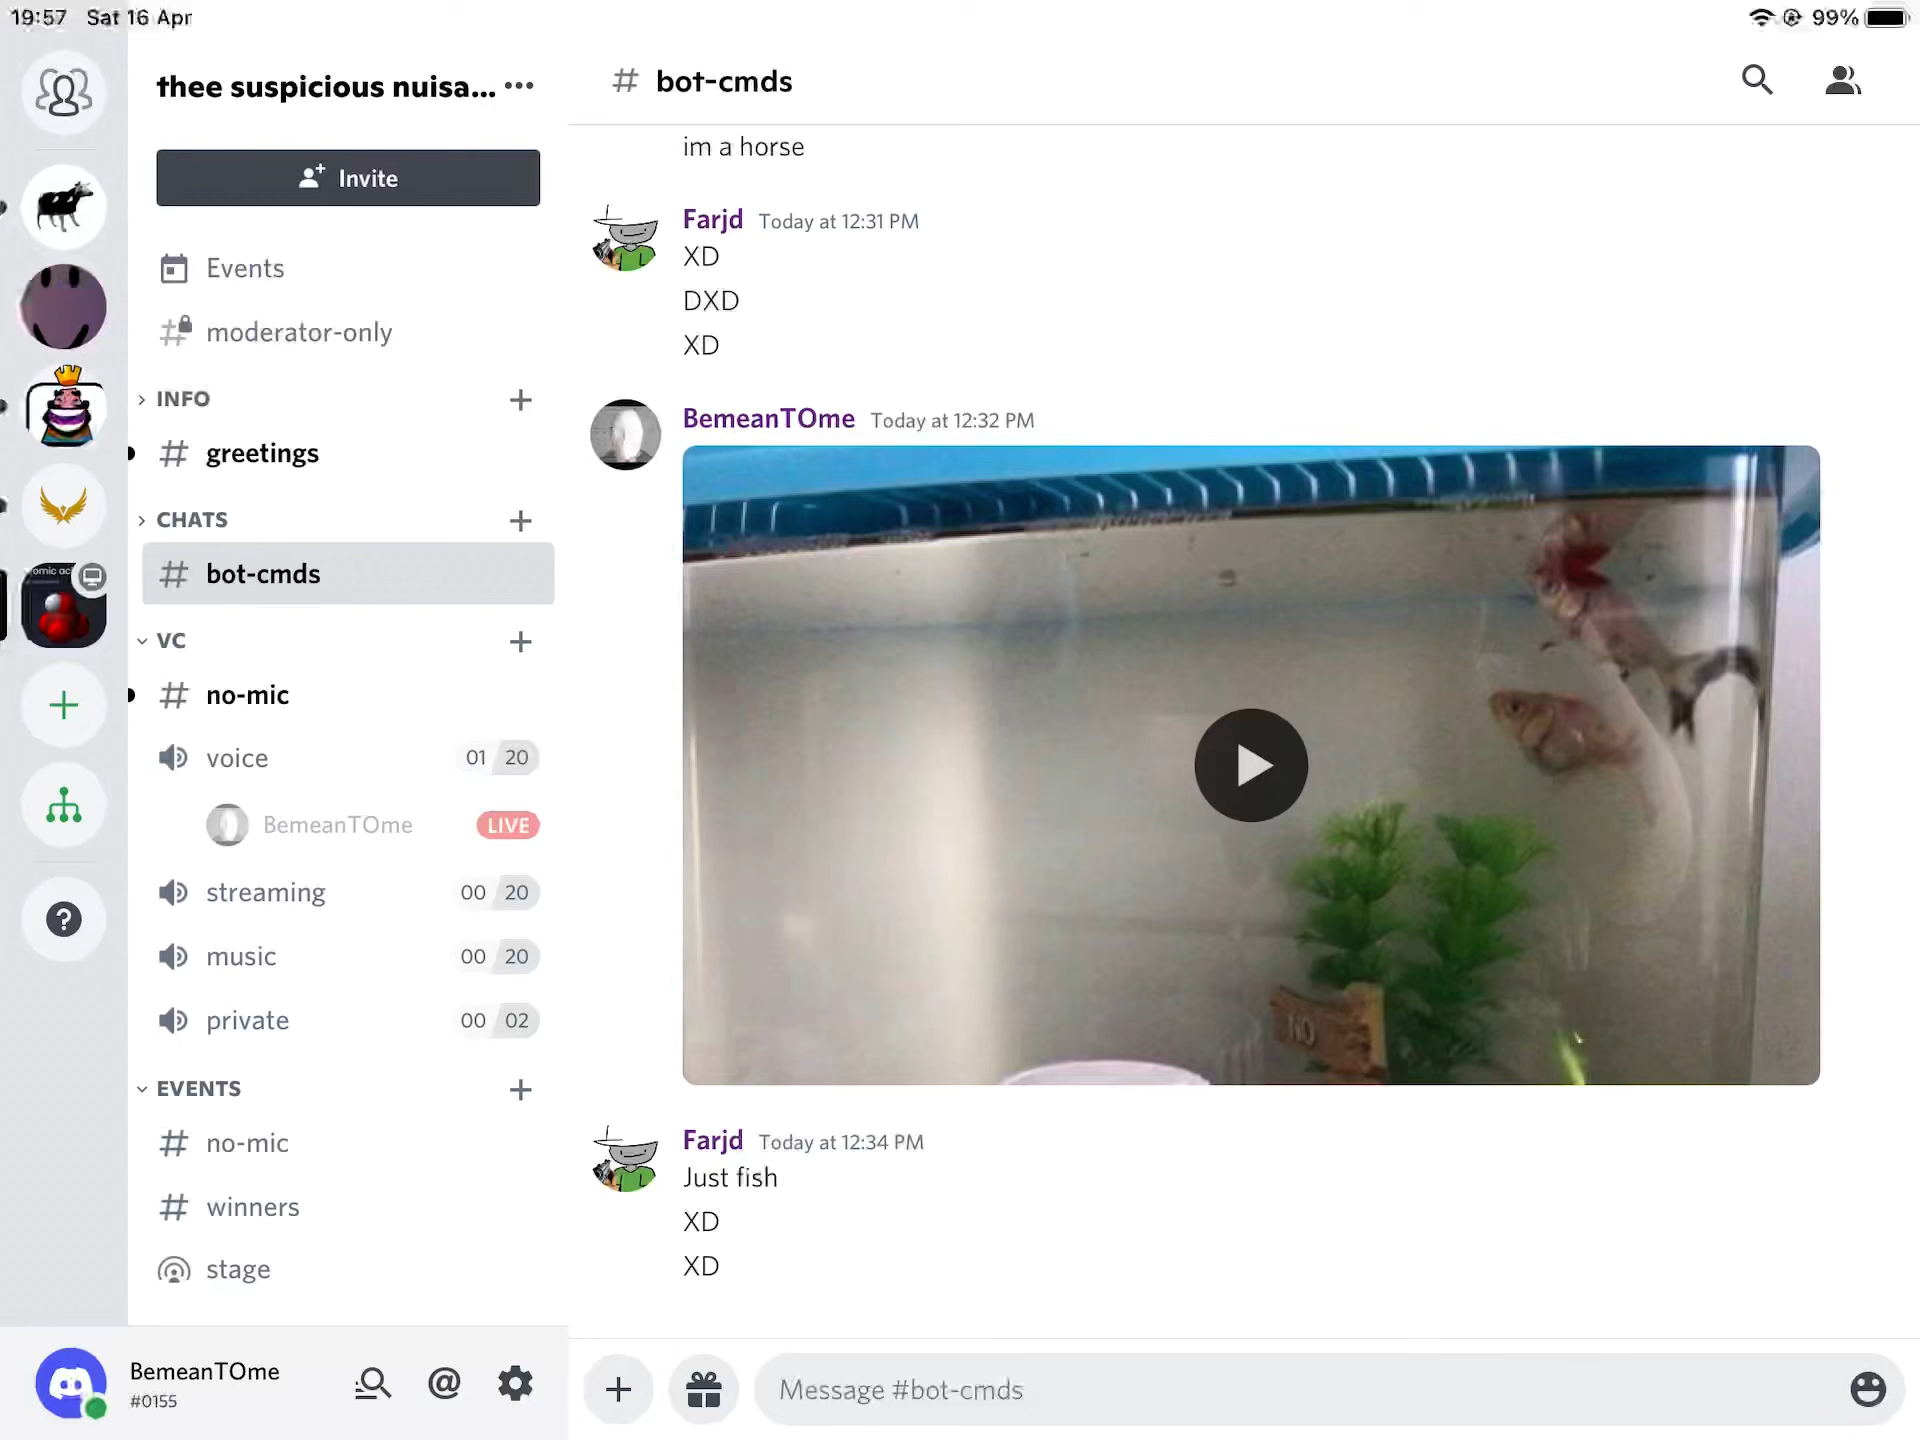 19:57 Sat 16 Apr
99%
thee suspicious nuisa...
Invite
Events
moderator-only
INFO
greetings
CHATS
bot-cmds
VC
no-mic
voice 01 20
BemeanTOme LIVE
streaming 00 20
music 00 20
private 00 02
EVENTS
no-mic
winners
stage
BemeanTOme
#0155
# bot-cmds
im a horse
Farjd Today at 12:31 PM
XD
DXD
XD
BemeanTOme Today at 12:32 PM
NO
Farjd Today at 12:34 PM
Just fish
XD
XD
Message #bot-cmds